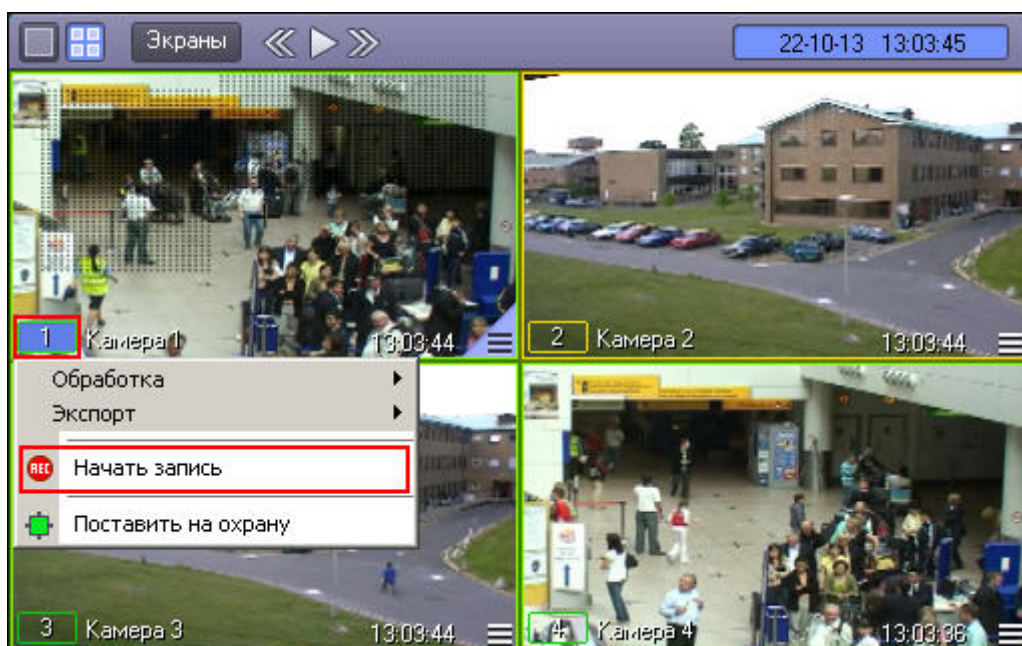 Экраны
22-10-13 13:03:45
1 Камера 1 13:03:44
2 Камера 2 13:03:44
Обработка
Экспорт
REC Начать запись
Поставить на охрану
3 Камера 3 13:03:44
4 Камера 4 13:03:36